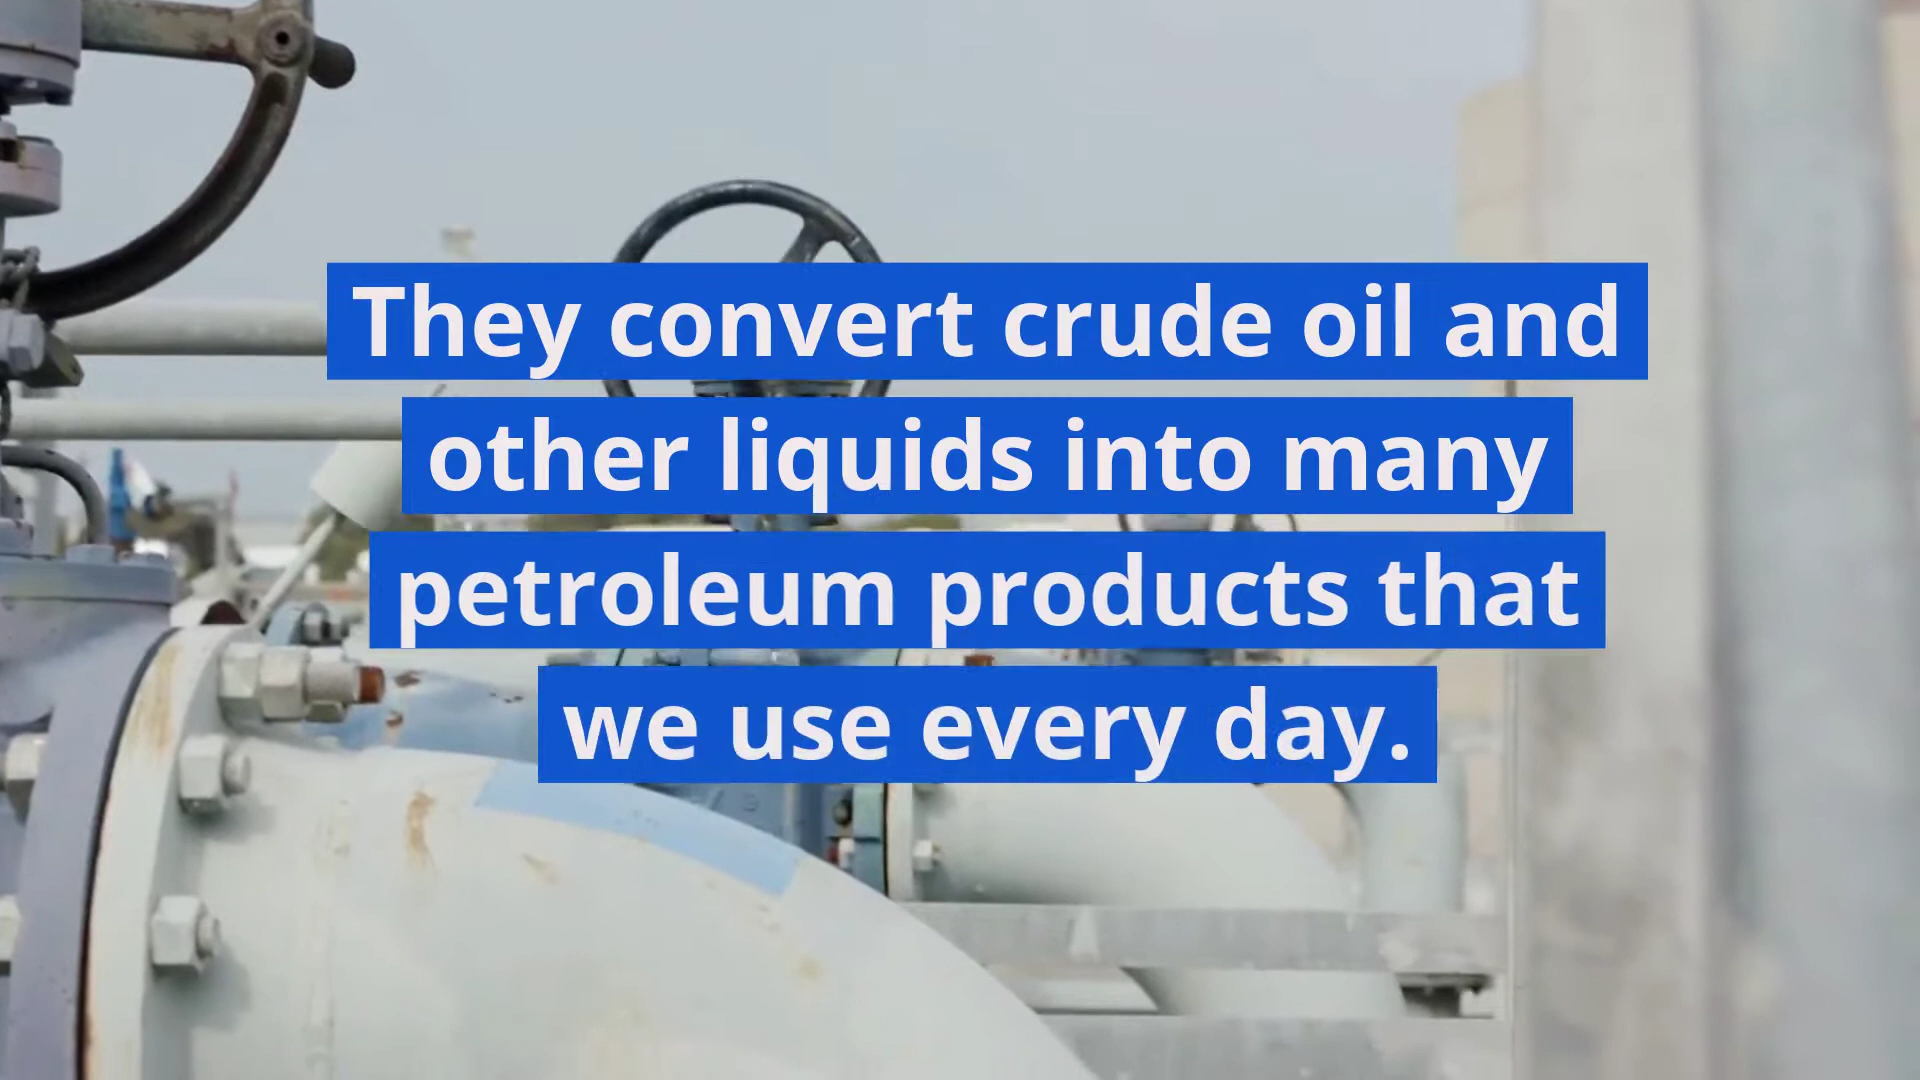 They convert crude oil and
other liquids into many
petroleum products that
we use every day.